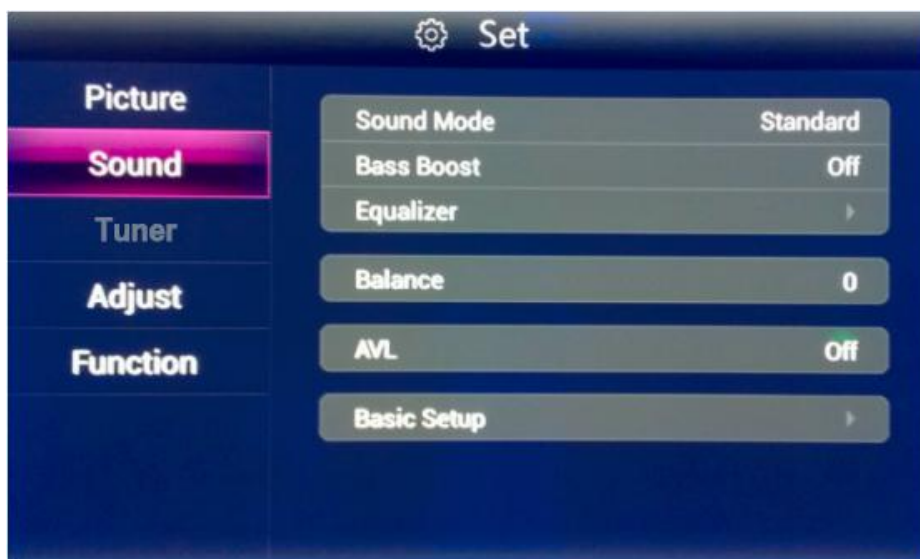 Set
Picture
Sound
Tuner
Adjust
Function
Sound Mode Standard
Bass Boost Off
Equalizer
Balance 0
AVL Off
Basic Setup